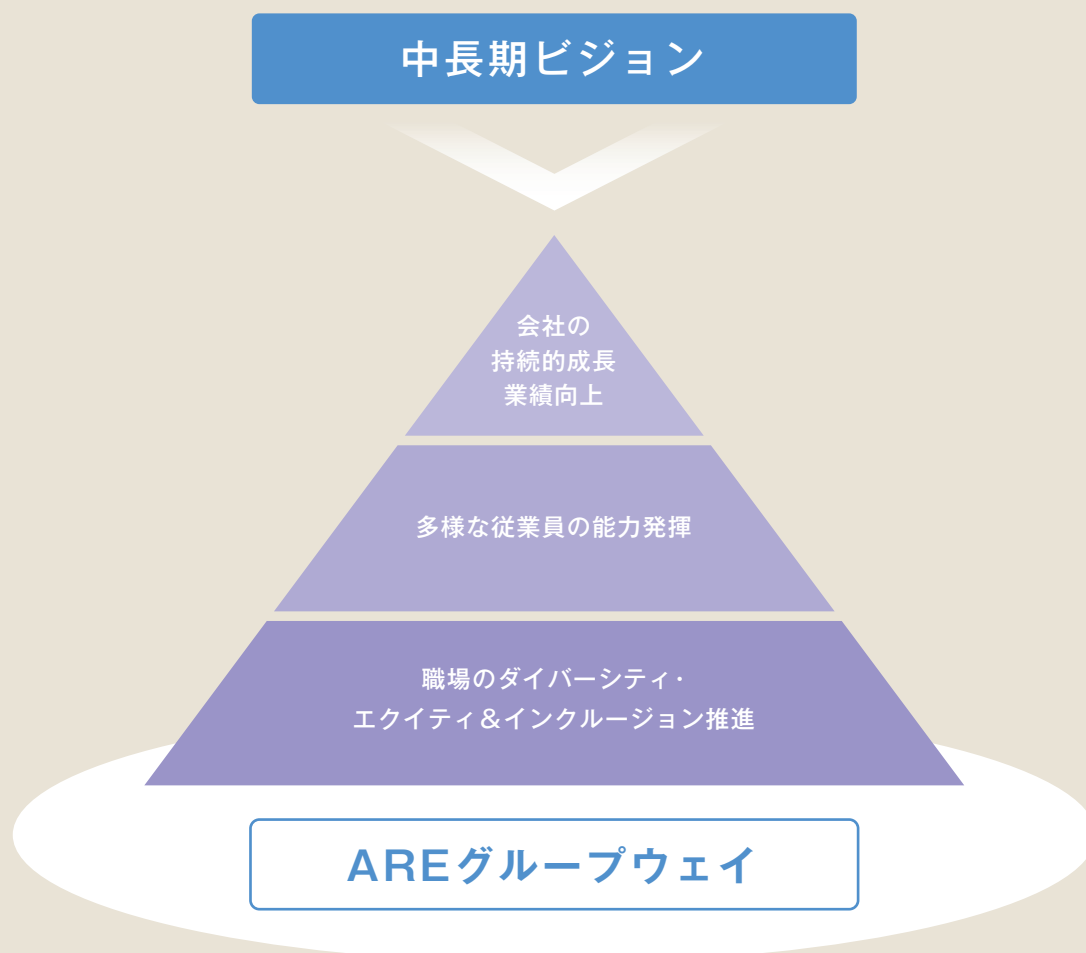 中長期ビジョン
会社の
持続的成長
業績向上
多様な従業員の能力発揮
職場のダイバーシティ・
エクイティ＆インクルージョン推進
AREグループウェイ